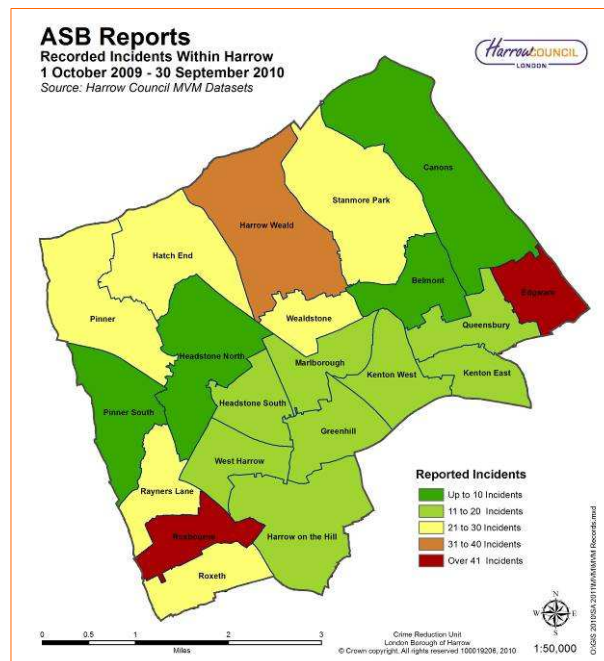 ASB Reports
Recorded Incidents Within Harrow
1 October 2009 - 30 September 2010
Source: Harrow Council MVM Datasets
Harrow COUNCIL
LONDON
Canons
Stanmore Park
Harrow Weald
Hatch End
Belmont
Edgware
Pinner
Wealdstone
Queensbury
Headstone North
Marlborough
Kenton West
Kenton East
Headstone South
Pinner South
Greenhill
West Harrow
Rayners Lane
Roxbourne
Harrow on the Hill
Roxeth
Reported Incidents
Up to 10 Incidents
11 to 20 Incidents
21 to 30 Incidents
31 to 40 Incidents
Over 41 Incidents
N
W E
S
0 0.5 1 2 3
Miles
Crime Reduction Unit
London Borough of Harrow
© Crown copyright. All rights reserved 100019206, 2010
1:50,000